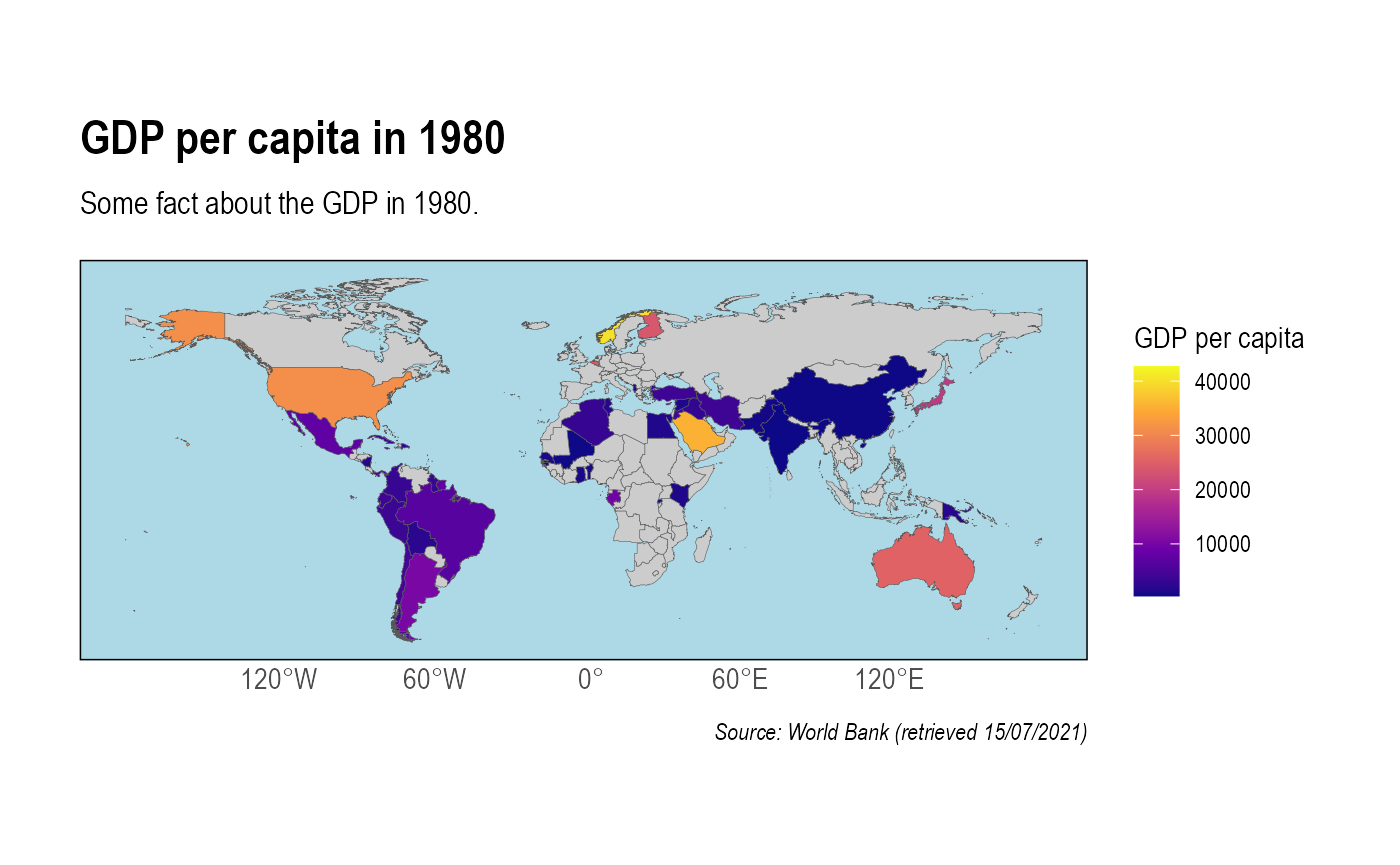 GDP per capita in 1980
Some fact about the GDP in 1980.
GDP per capita
40000
30000
20000
10000
120°W 60°W 0° 60°E 120°E
Source: World Bank (retrieved 15/07/2021)